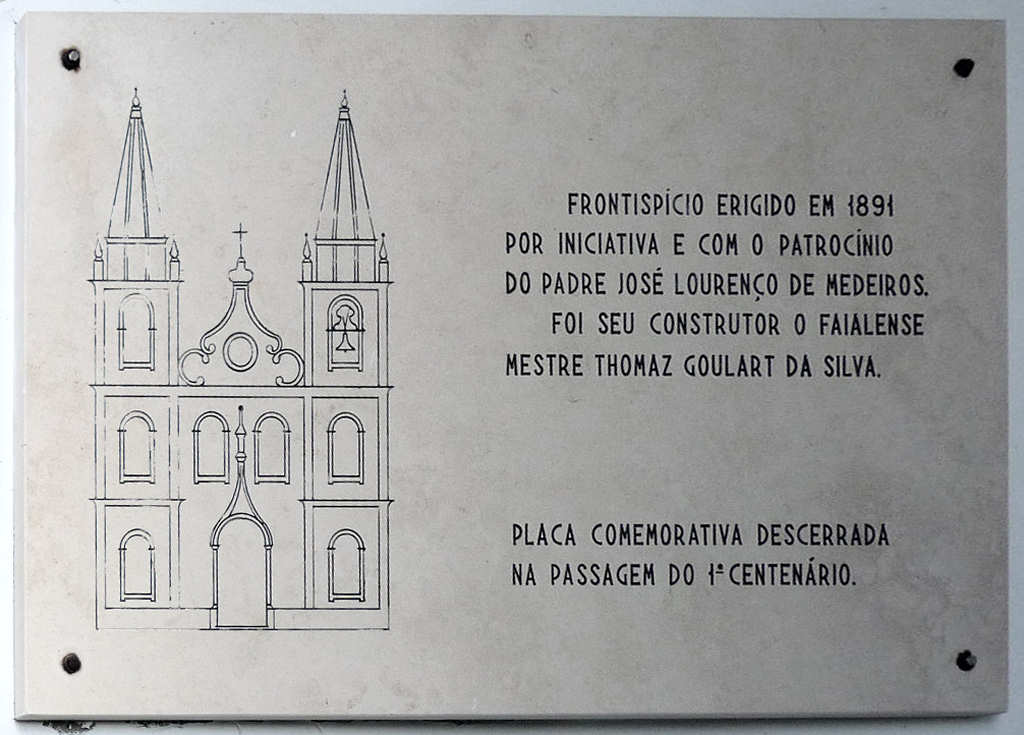 FRONTISPÍCIO ERIGIDO EM 1891
POR INICIATIVA E COM O PATROCÍNIO
DO PADRE JOSÉ LOURENÇO DE MEDEIROS.
FOI SEU CONSTRUTOR O FAIALENSE
MESTRE THOMAZ GOULART DA SILVA.
PLACA COMEMORATIVA DESCERRADA
NA PASSAGEM DO 1º CENTENÁRIO.